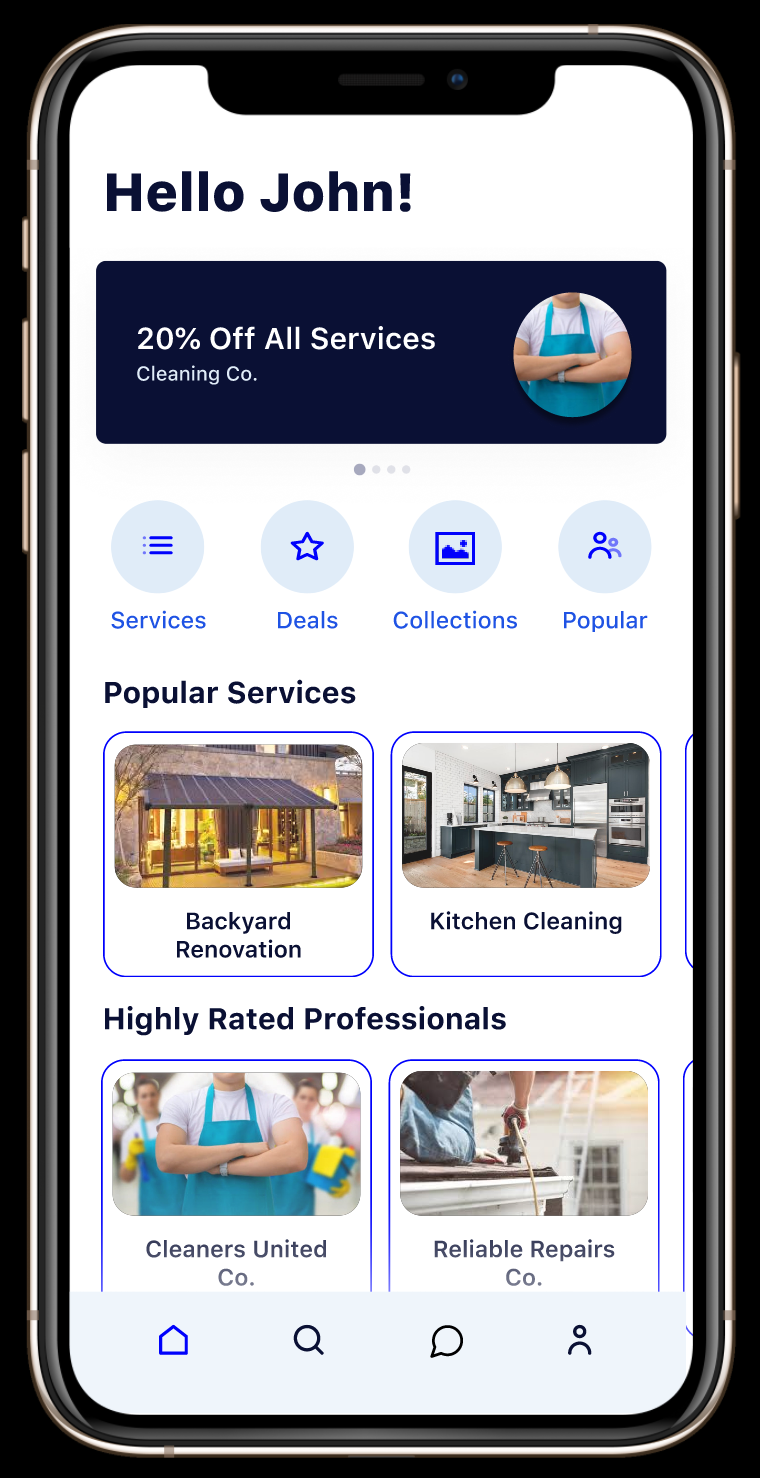 Hello John!
20% Off All Services
Cleaning Co.
Services
Deals
Collections
Popular
Popular Services
Backyard
Renovation
Kitchen Cleaning
Highly Rated Professionals
Cleaners United
Co.
Reliable Repairs
Co.